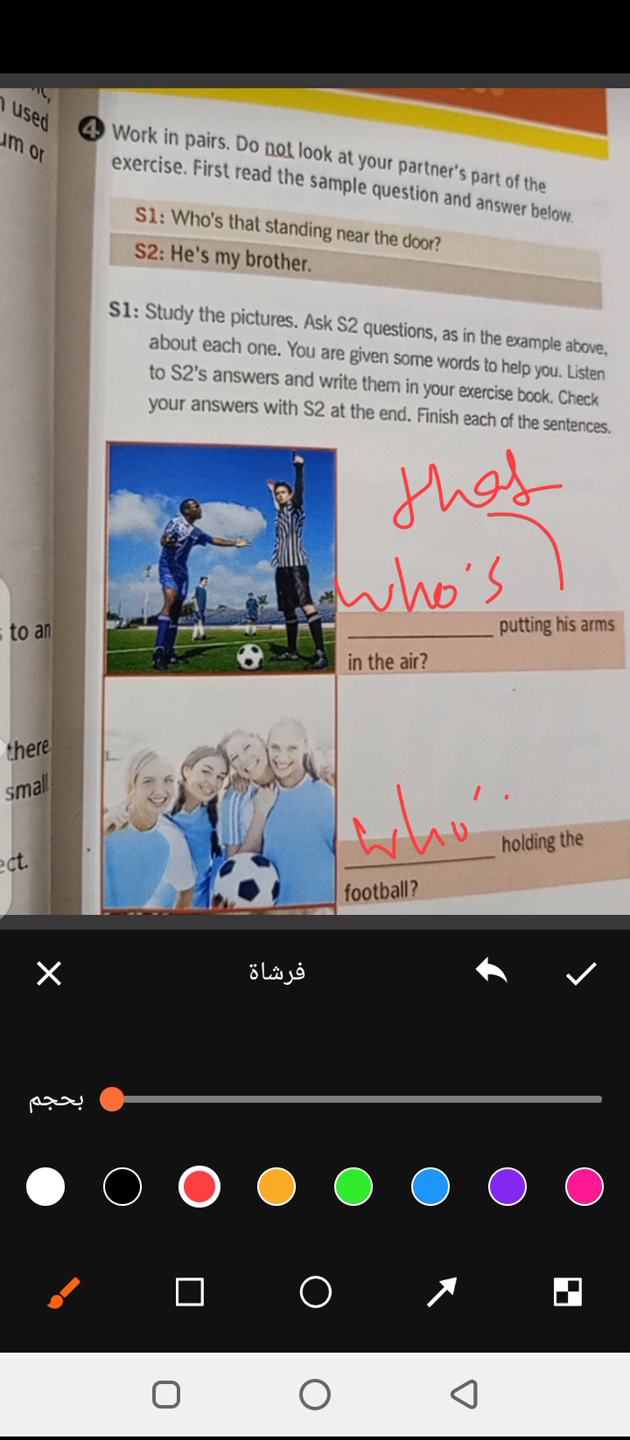 used
um or
4 Work in pairs. Do not look at your partner's part of the
exercise. First read the sample question and answer below.
S1: Who's that standing near the door?
S2: He's my brother.
S1: Study the pictures. Ask S2 questions, as in the example above,
about each one. You are given some words to help you. Listen
to S2's answers and write them in your exercise book. Check
your answers with S2 at the end. Finish each of the sentences.
that
who's
putting his arms
in the air?
to an
there
small
ect.
who'
holding the
football?
فرشاة
بحجم